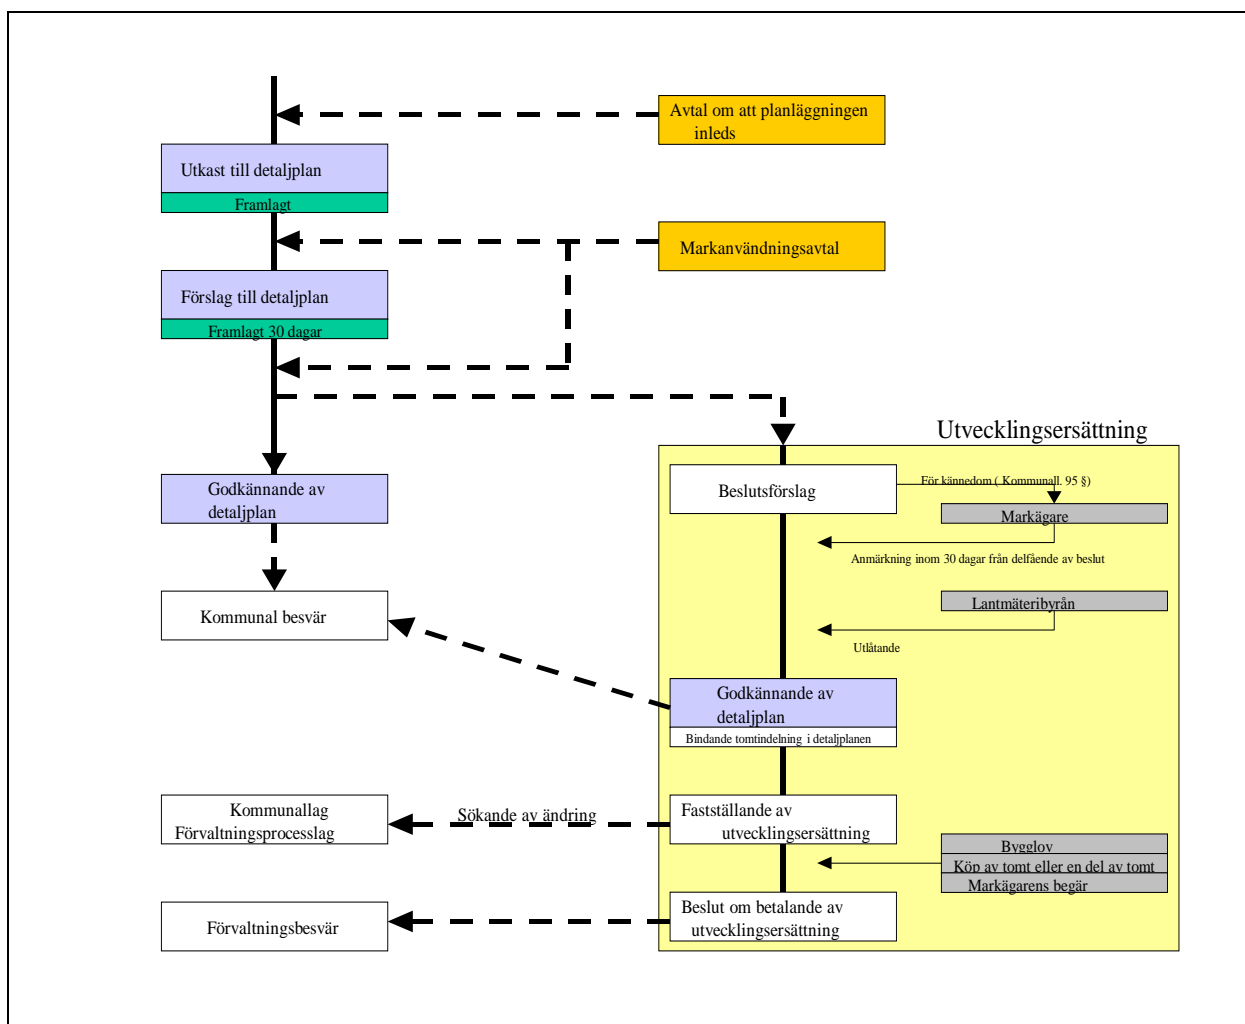 Avtal om att planläggningen
inleds
Utkast till detaljplan
Framlagt
Markanvändningsavtal
Förslag till detaljplan
Framlagt 30 dagar
Utvecklingsersättning
Godkännande av
detaljplan
Beslutsförslag
För kännedom ( Kommunall. 95 §)
Markägare
Anmärkning inom 30 dagar från delfående av beslut
Kommunal besvär
Lantmäteribyrån
Utlåtande
Godkännande av
detaljplan
Bindande tomtindelning i detaljplanen
Kommunallag
Förvaltningsprocesslag
Sökande av ändring
Fastställande av
utvecklingsersättning
Bygglov
Köp av tomt eller en del av tomt
Markägarens begär
Förvaltningsbesvär
Beslut om betalande av
utvecklingsersättning